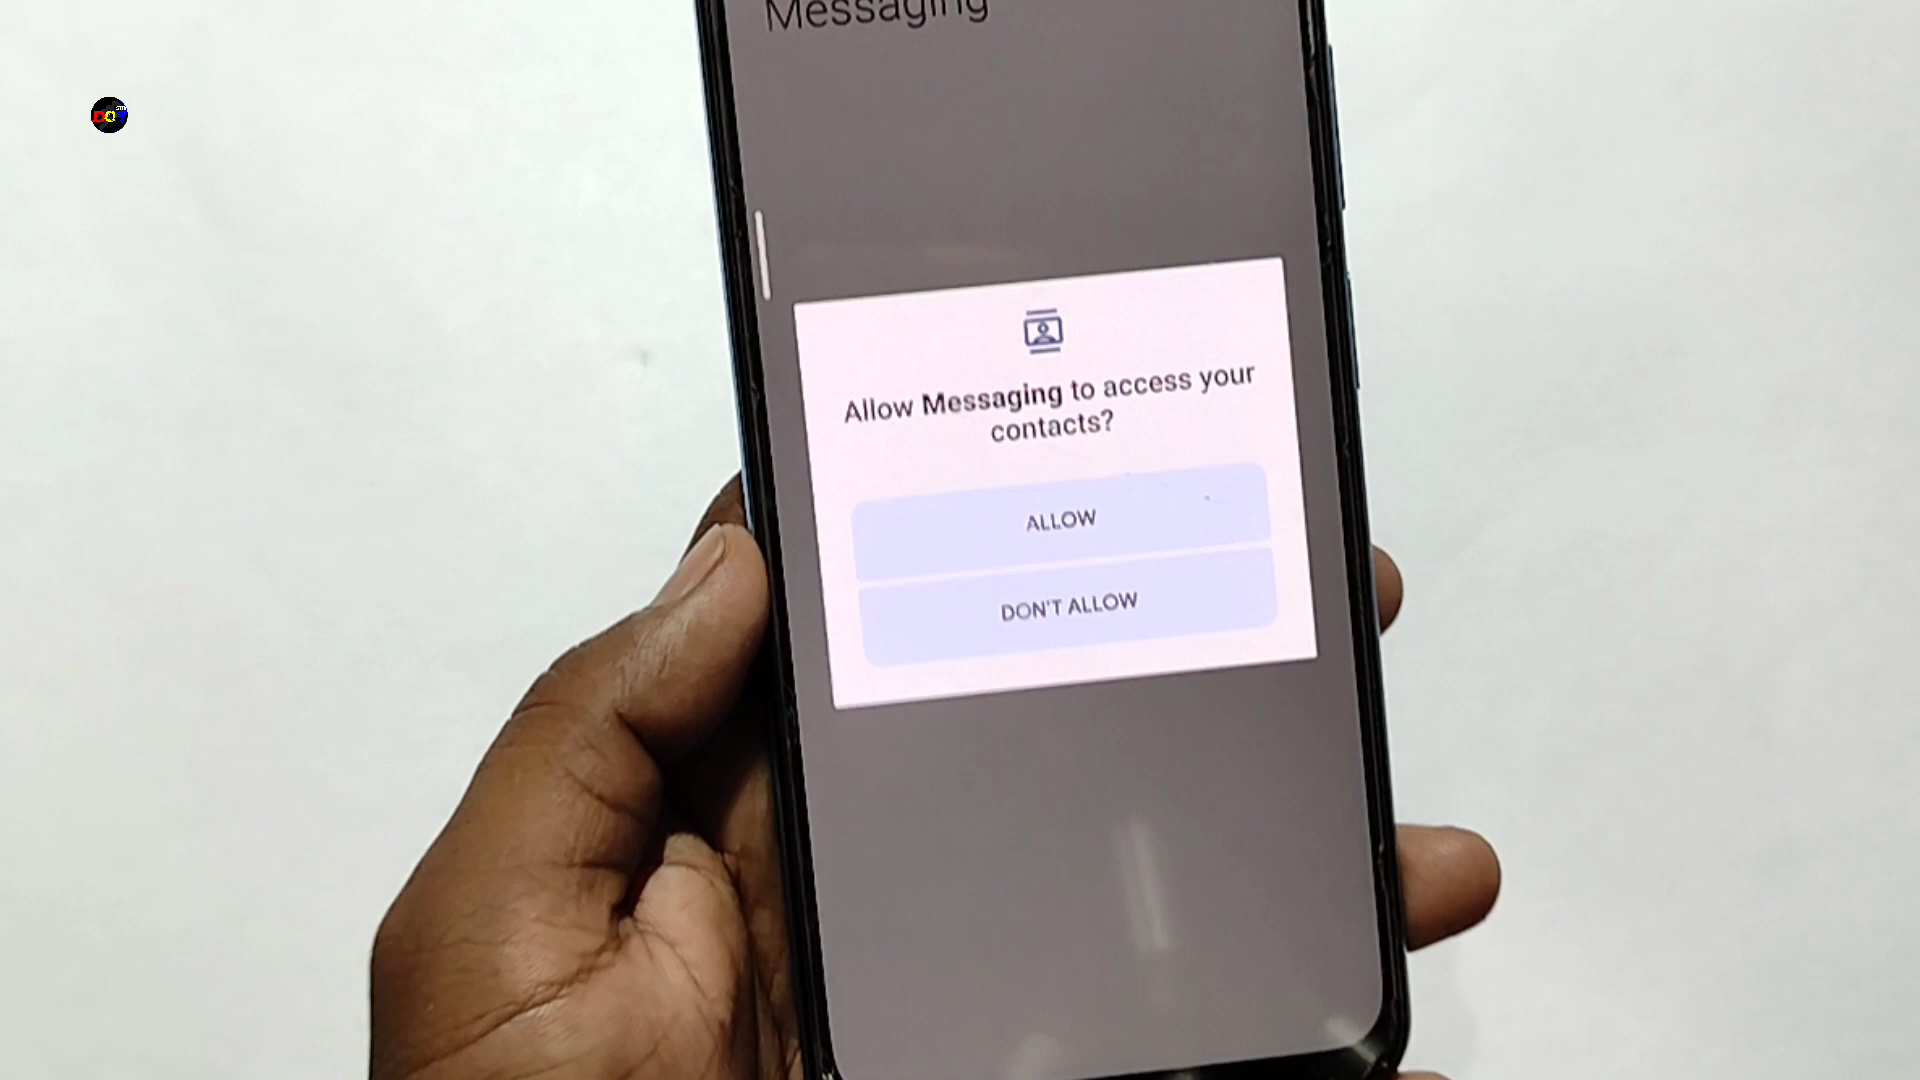 Messaging
Allow Messaging to access your
contacts?
ALLOW
DON'T ALLOW